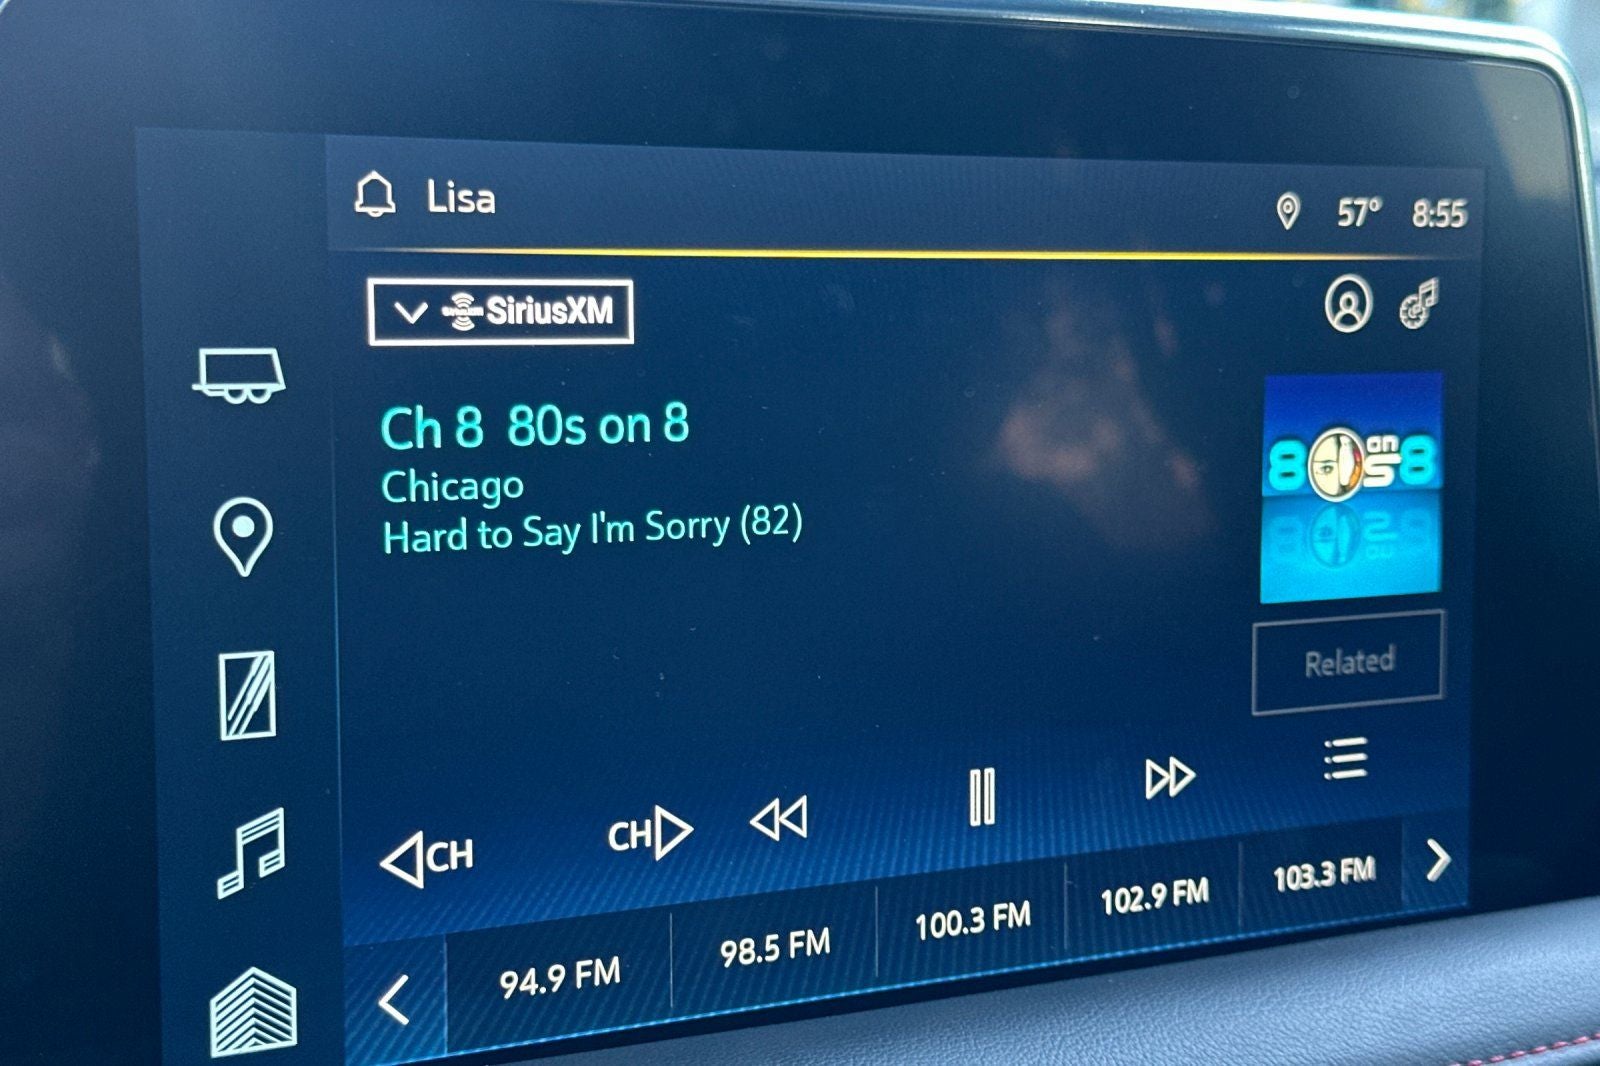 Lisa
57° 8:55
SiriusXM
Ch 8 80s on 8
Chicago
Hard to Say I'm Sorry (82)
80s on 8
Related
CH
CH
94.9 FM
98.5 FM
100.3 FM
102.9 FM
103.3 FM